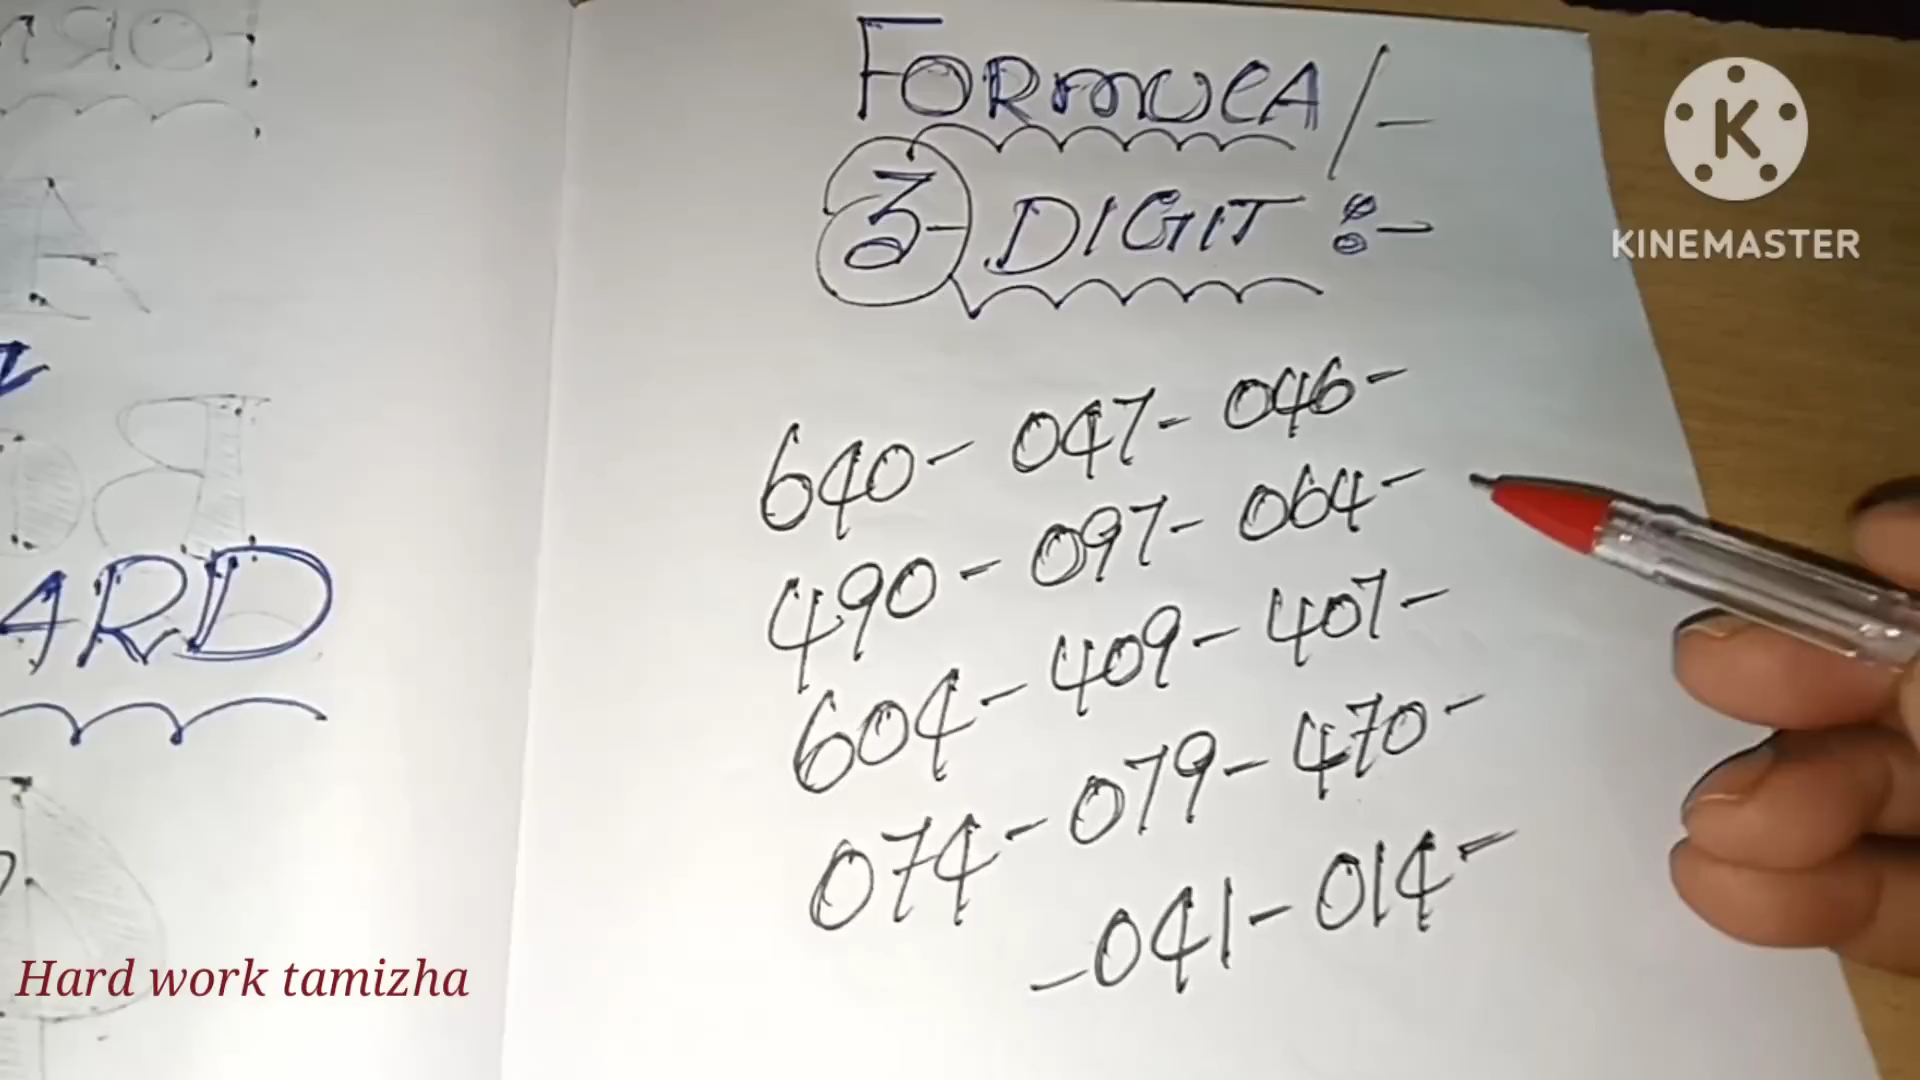 FORMULA/-
3-DIGIT :-
640- 047- 046-
490- 097- 064-
604- 409- 407-
074- 079- 470-
-041- 014-
ARD
K
KINEMASTER
Hard work tamizha